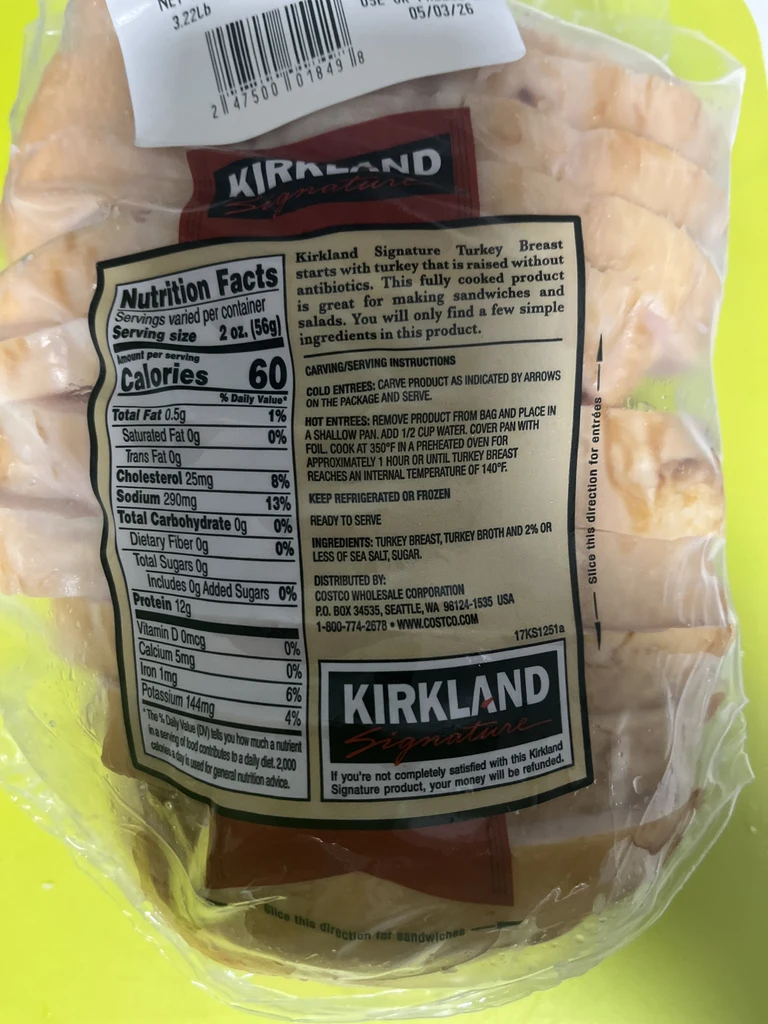 3.22Lb
05/03/26
2 47500 01849 8
KIRKLAND
Signature
Nutrition Facts
Servings varied per container
Serving size 2 oz. (56g)
Amount per serving
Calories 60
% Daily Value*
Total Fat 0.5g 1%
Saturated Fat 0g 0%
Trans Fat 0g
Cholesterol 25mg 8%
Sodium 290mg 13%
Total Carbohydrate 0g 0%
Dietary Fiber 0g 0%
Total Sugars 0g
Includes 0g Added Sugars 0%
Protein 12g
Vitamin D 0mcg 0%
Calcium 5mg 0%
Iron 1mg 6%
Potassium 144mg 4%
* The % Daily Value (DV) tells you how much a nutrient
in a serving of food contributes to a daily diet. 2,000
calories a day is used for general nutrition advice.
Kirkland Signature Turkey Breast
starts with turkey that is raised without
antibiotics. This fully cooked product
is great for making sandwiches and
salads. You will only find a few simple
ingredients in this product.
CARVING/SERVING INSTRUCTIONS
COLD ENTREES: CARVE PRODUCT AS INDICATED BY ARROWS
ON THE PACKAGE AND SERVE.
HOT ENTREES: REMOVE PRODUCT FROM BAG AND PLACE IN
A SHALLOW PAN. ADD 1/2 CUP WATER. COVER PAN WITH
FOIL. COOK AT 350°F IN A PREHEATED OVEN FOR
APPROXIMATELY 1 HOUR OR UNTIL TURKEY BREAST
REACHES AN INTERNAL TEMPERATURE OF 140°F.
KEEP REFRIGERATED OR FROZEN
READY TO SERVE
INGREDIENTS: TURKEY BREAST, TURKEY BROTH AND 2% OR
LESS OF SEA SALT, SUGAR.
DISTRIBUTED BY:
COSTCO WHOLESALE CORPORATION
P.O. BOX 34535, SEATTLE, WA 98124-1535 USA
1-800-774-2678 • WWW.COSTCO.COM
17KS1251a
KIRKLAND
Signature
If you're not completely satisfied with this Kirkland
Signature product, your money will be refunded.
Slice this direction for entrées
Slice this direction for sandwiches